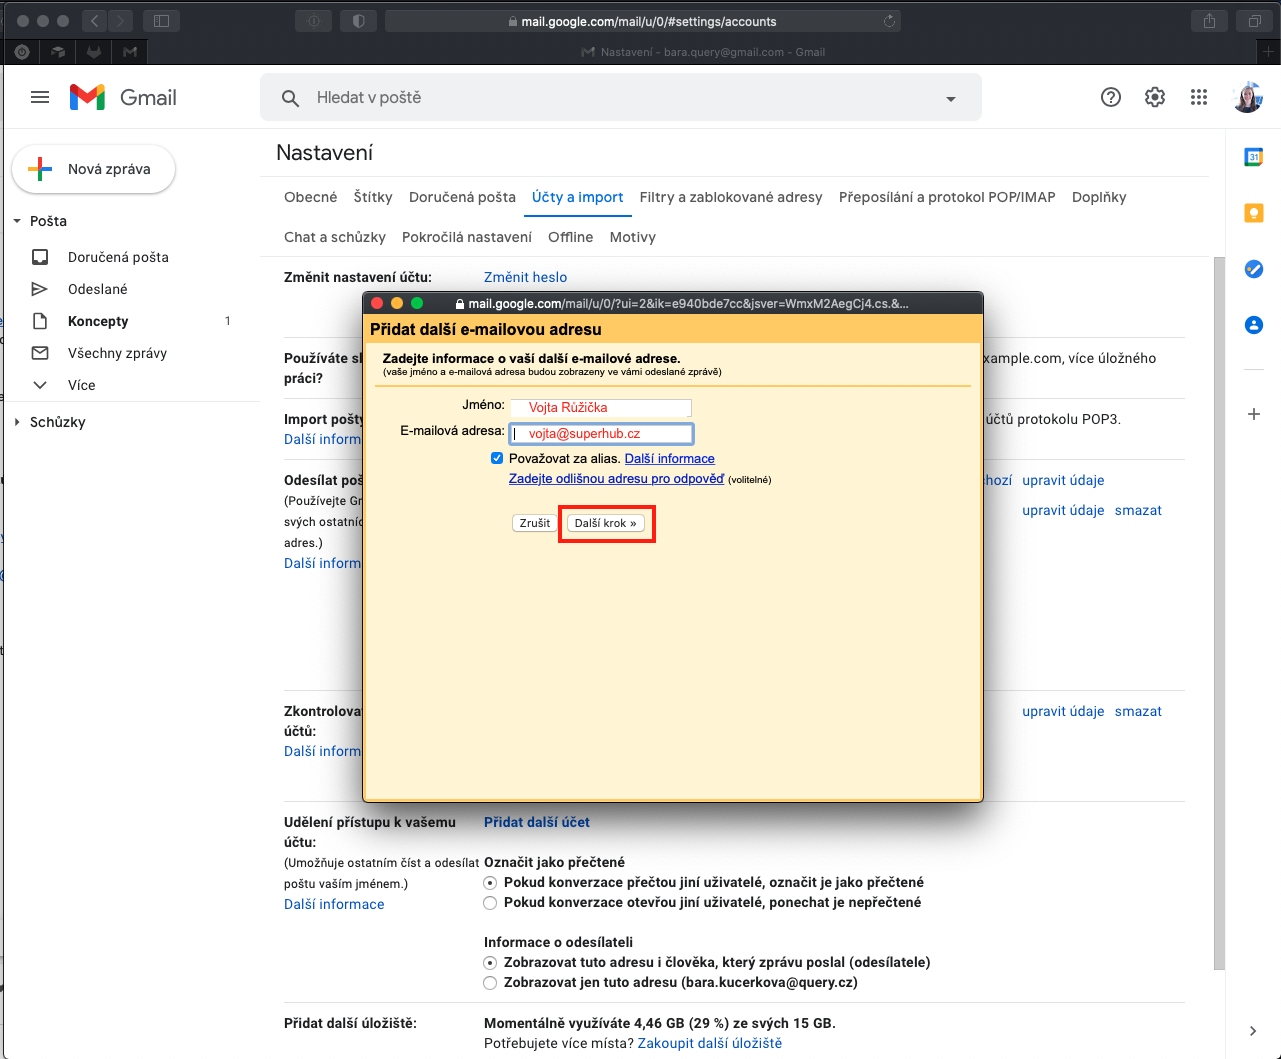 mail.google.com/mail/u/0/#settings/accounts
Nastavení - bara.query@gmail.com - Gmail
Gmail
Hledat v poště
Nová zpráva
Pošta
Doručená pošta
Odeslané
Koncepty 1
Všechny zprávy
Více
Schůzky
Nastavení
Obecné Štítky Doručená pošta Účty a import Filtry a zablokované adresy Přeposílání a protokol POP/IMAP Doplňky
Chat a schůzky Pokročilá nastavení Offline Motivy
Změnit nastavení účtu: Změnit heslo
mail.google.com/mail/u/0/?ui=2&ik=e940bde7cc&jsver=WmxM2AegCj4.cs.&...
Přidat další e-mailovou adresu
Zadejte informace o vaší další e-mailové adrese.
(vaše jméno a e-mailová adresa budou zobrazeny ve vámi odeslané zprávě)
Jméno: Vojta Růžička
E-mailová adresa: vojta@superhub.cz
Považovat za alias. Další informace
Zadejte odlišnou adresu pro odpověď (volitelné)
Zrušit Další krok »
Používáte sl
xample.com, více úložného
práci?
Import pošty
účtů protokolu POP3.
Další inform
Odesílat poš
chozí upravit údaje
(Používejte Gm
svých ostatníc
upravit údaje smazat
adres.)
Další inform
Zkontrolova
upravit údaje smazat
účtů:
Další inform
Udělení přístupu k vašemu
účtu:
(Umožňuje ostatním číst a odesílat
poštu vaším jménem.)
Další informace
Přidat další účet
Označit jako přečtené
Pokud konverzace přečtou jiní uživatelé, označit je jako přečtené
Pokud konverzace otevřou jiní uživatelé, ponechat je nepřečtené
Informace o odesílateli
Zobrazovat tuto adresu i člověka, který zprávu poslal (odesílatele)
Zobrazovat jen tuto adresu (bara.kucerkova@query.cz)
Přidat další úložiště: Momentálně využíváte 4,46 GB (29 %) ze svých 15 GB.
Potřebujete více místa? Zakoupit další úložiště
31